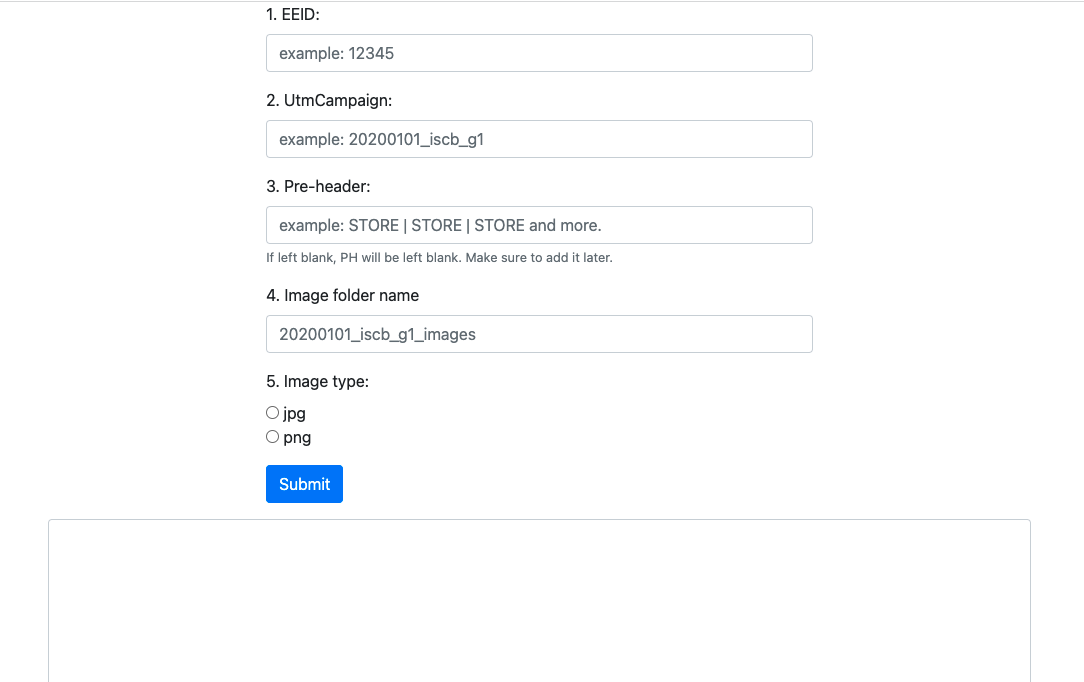 1. EEID:
example: 12345
2. UtmCampaign:
example: 20200101_iscb_g1
3. Pre-header:
example: STORE | STORE | STORE and more.
If left blank, PH will be left blank. Make sure to add it later.
4. Image folder name
20200101_iscb_g1_images
5. Image type:
jpg
png
Submit